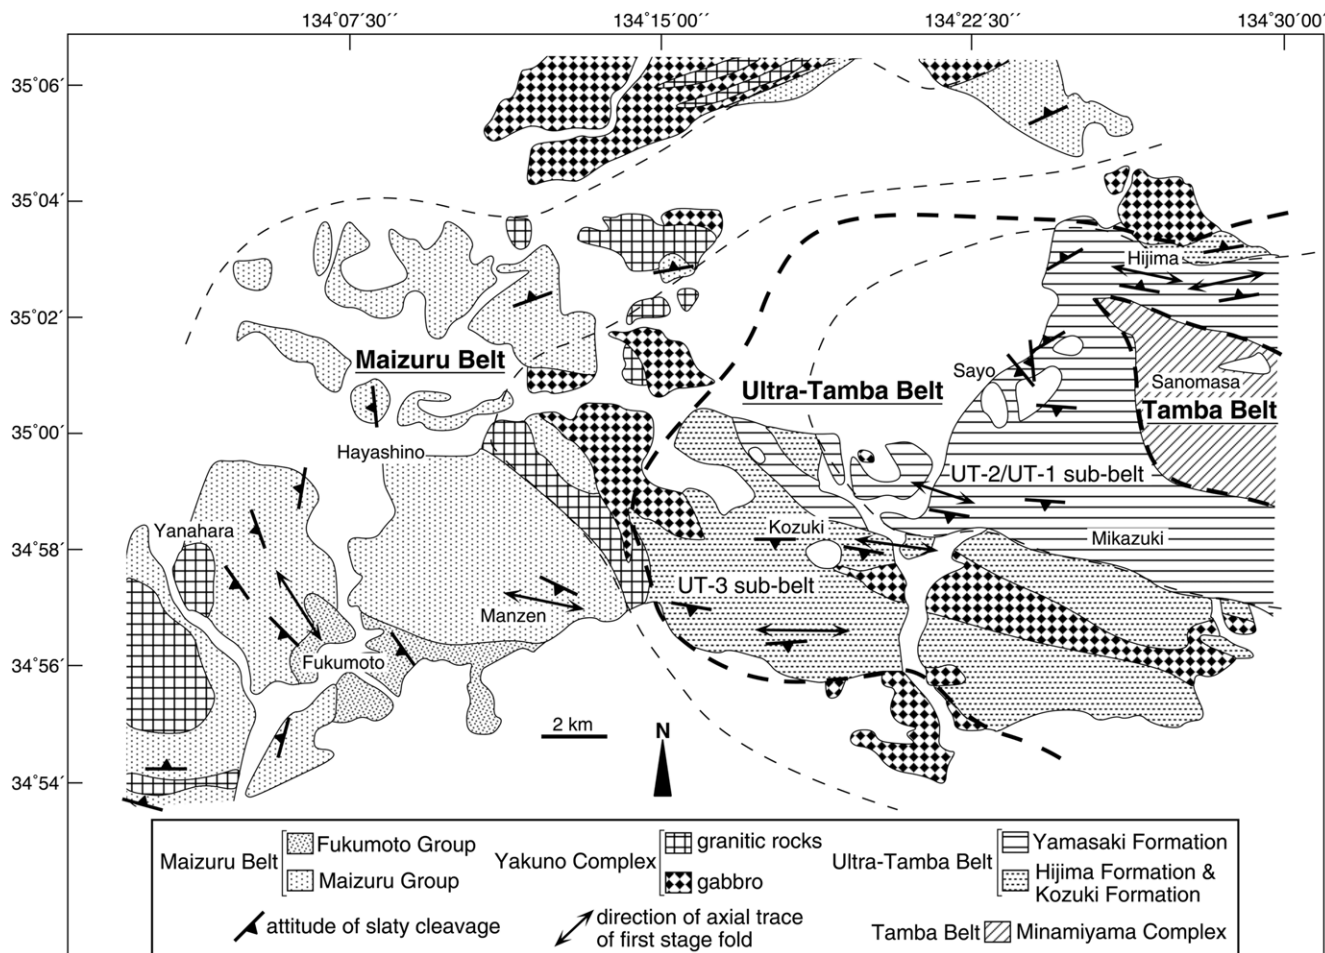 134°07´30´´ 134°15´00´´ 134°22´30´´ 134°30´00´´
35°06´
35°04´
Hijima
35°02´
Maizuru Belt
Sayo
Sanomasa
Ultra-Tamba Belt
Tamba Belt
35°00´
Hayashino
UT-2/UT-1 sub-belt
Yanahara
Kozuki
Mikazuki
34°58´
UT-3 sub-belt
Manzen
34°56´
Fukumoto
2 km
N
34°54´
Maizuru Belt
Fukumoto Group
Maizuru Group
Yakuno Complex
granitic rocks
gabbro
Ultra-Tamba Belt
Yamasaki Formation
Hijima Formation &
Kozuki Formation
attitude of slaty cleavage
direction of axial trace
of first stage fold
Tamba Belt
Minamiyama Complex